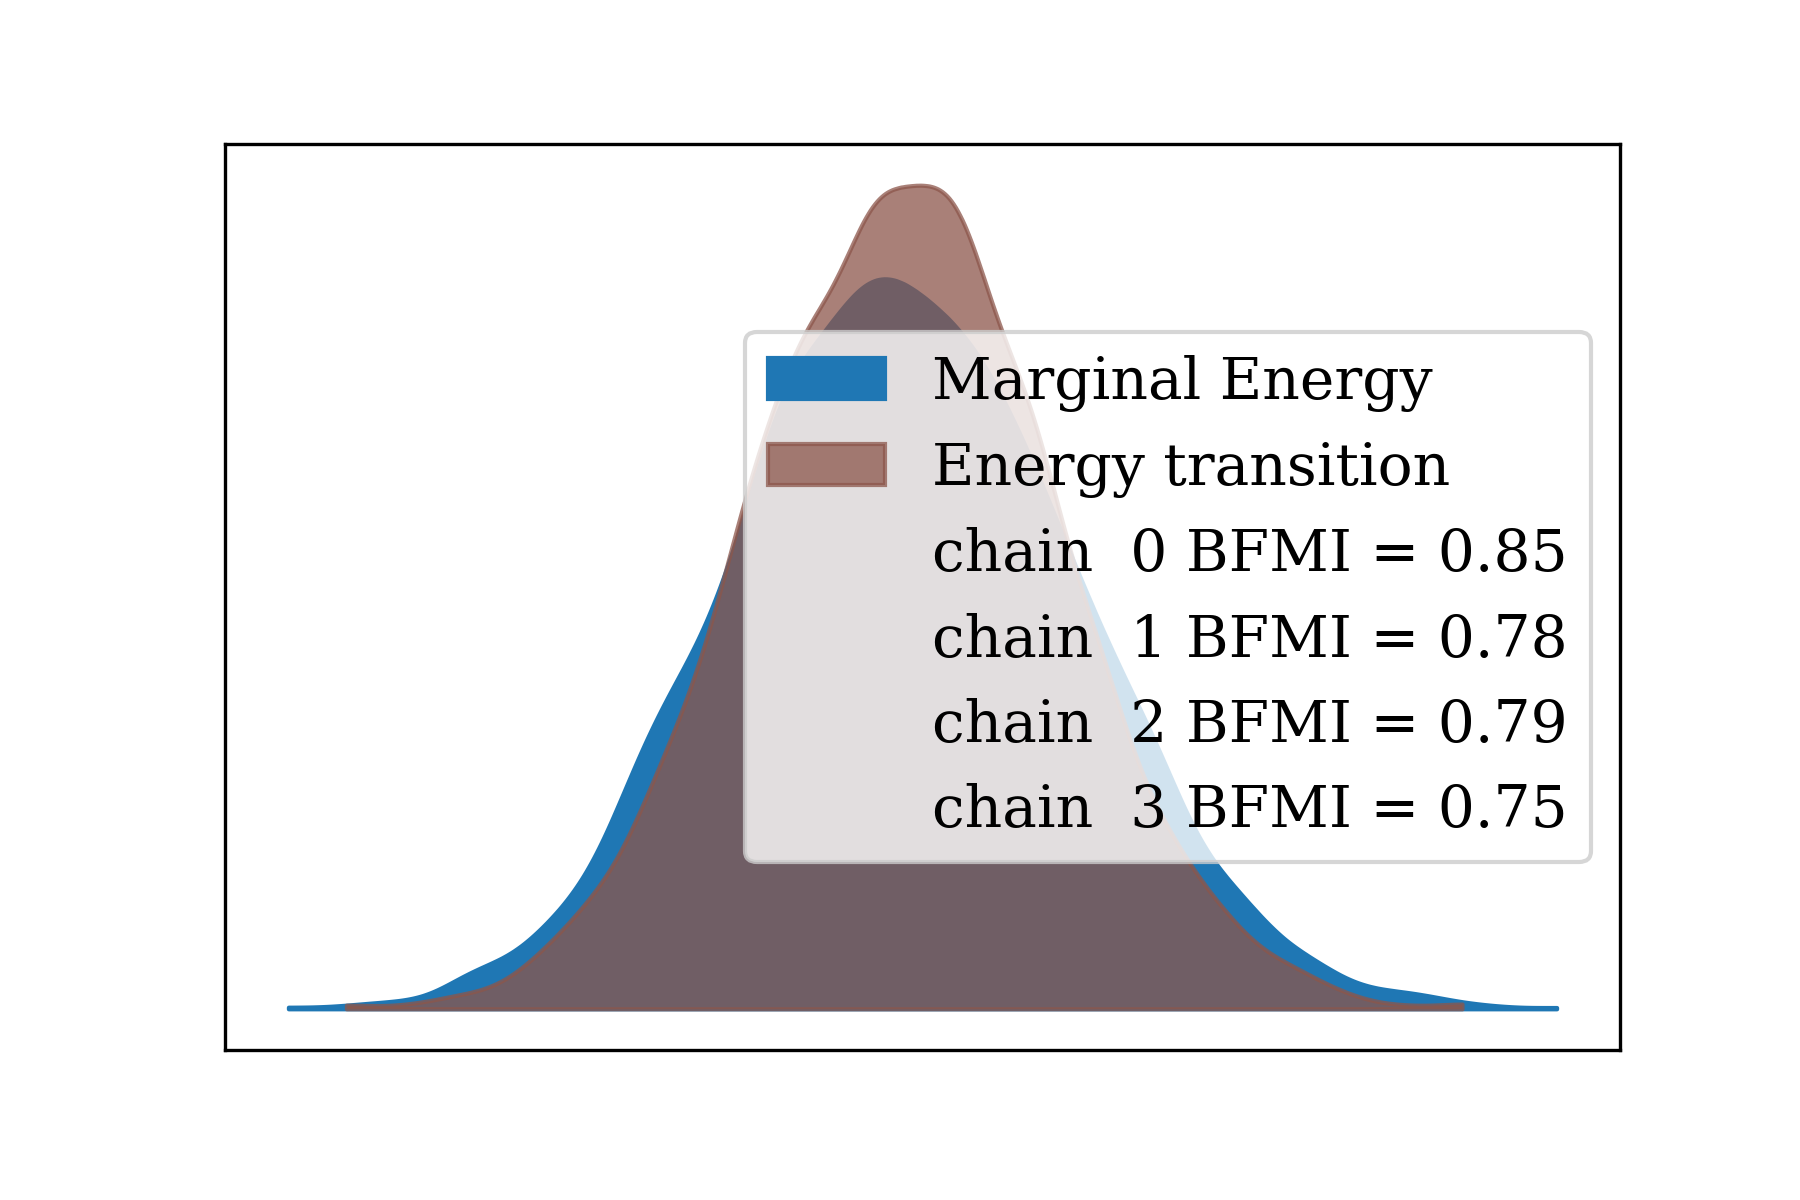 Marginal Energy
Energy transition
chain  0 BFMI = 0.85
chain  1 BFMI = 0.78
chain  2 BFMI = 0.79
chain  3 BFMI = 0.75